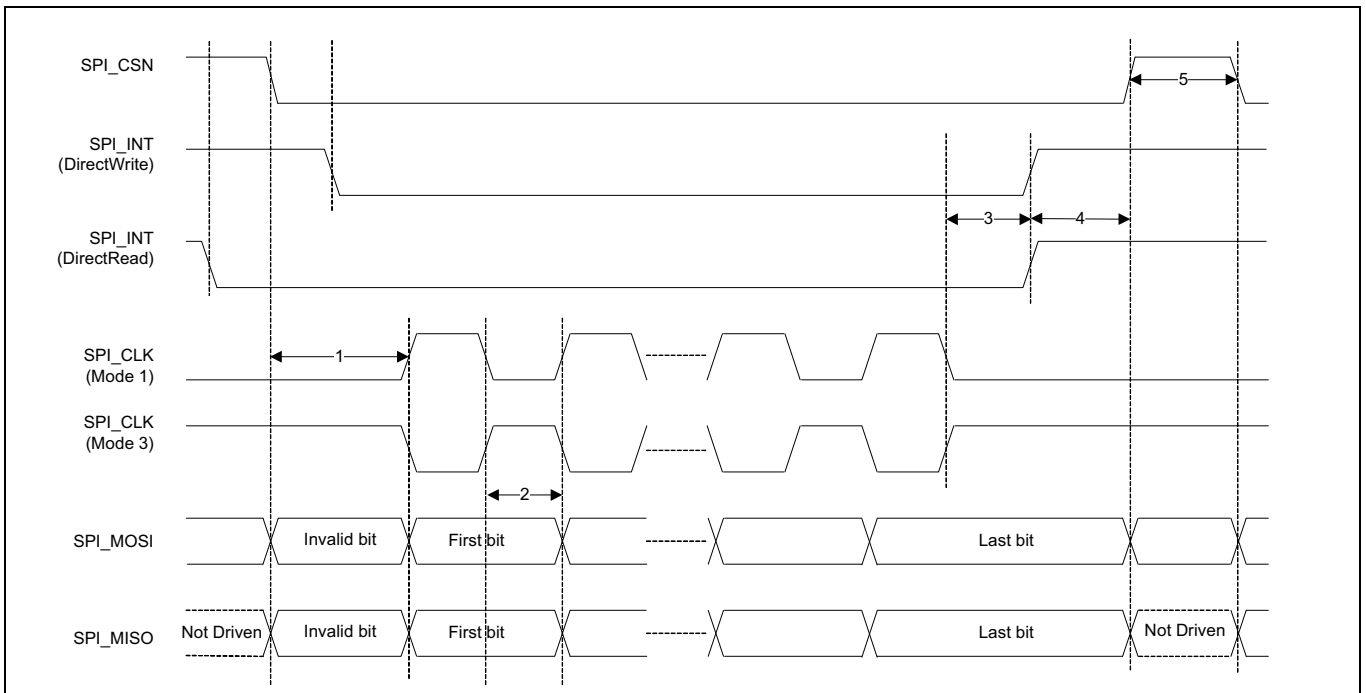 SPI_CSN
5
SPI_INT
(DirectWrite)
3
4
SPI_INT
(DirectRead)
SPI_CLK
(Mode 1)
1
SPI_CLK
(Mode 3)
2
SPI_MOSI
Invalid bit
First bit
Last bit
SPI_MISO
Not Driven
Invalid bit
First bit
Last bit
Not Driven